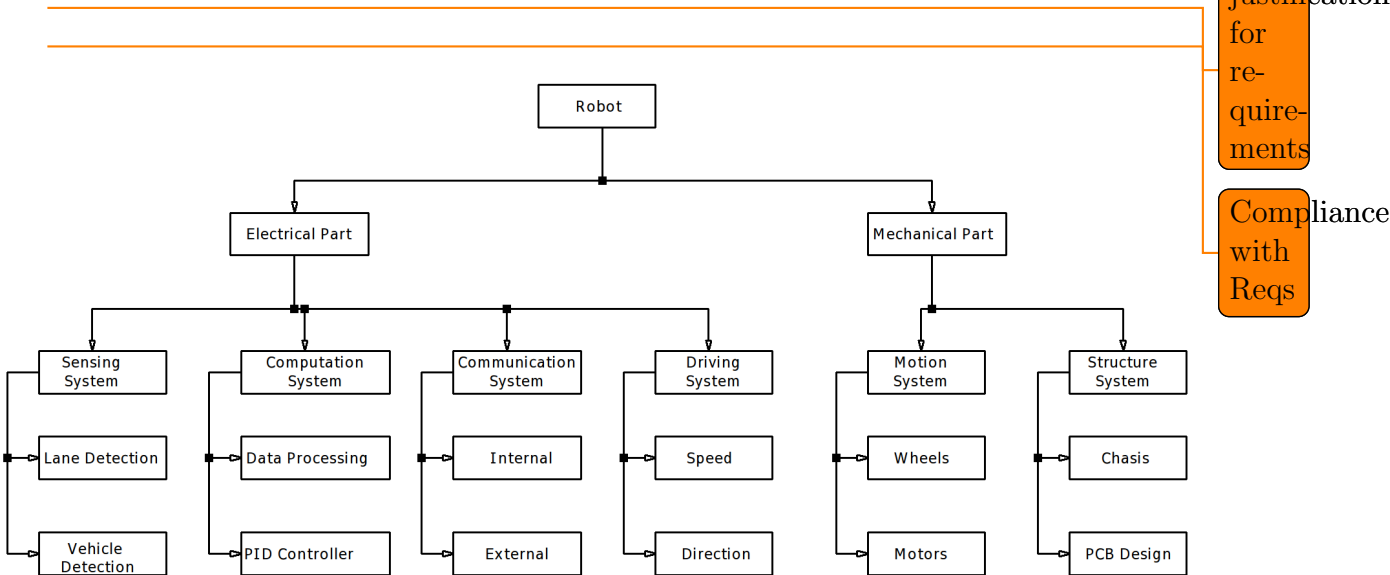 justification
for
re-
quire-
ments
Compliance
with
Reqs
Robot
Electrical Part
Mechanical Part
Sensing
System
Computation
System
Communication
System
Driving
System
Motion
System
Structure
System
Lane Detection
Data Processing
Internal
Speed
Wheels
Chasis
Vehicle
Detection
PID Controller
External
Direction
Motors
PCB Design